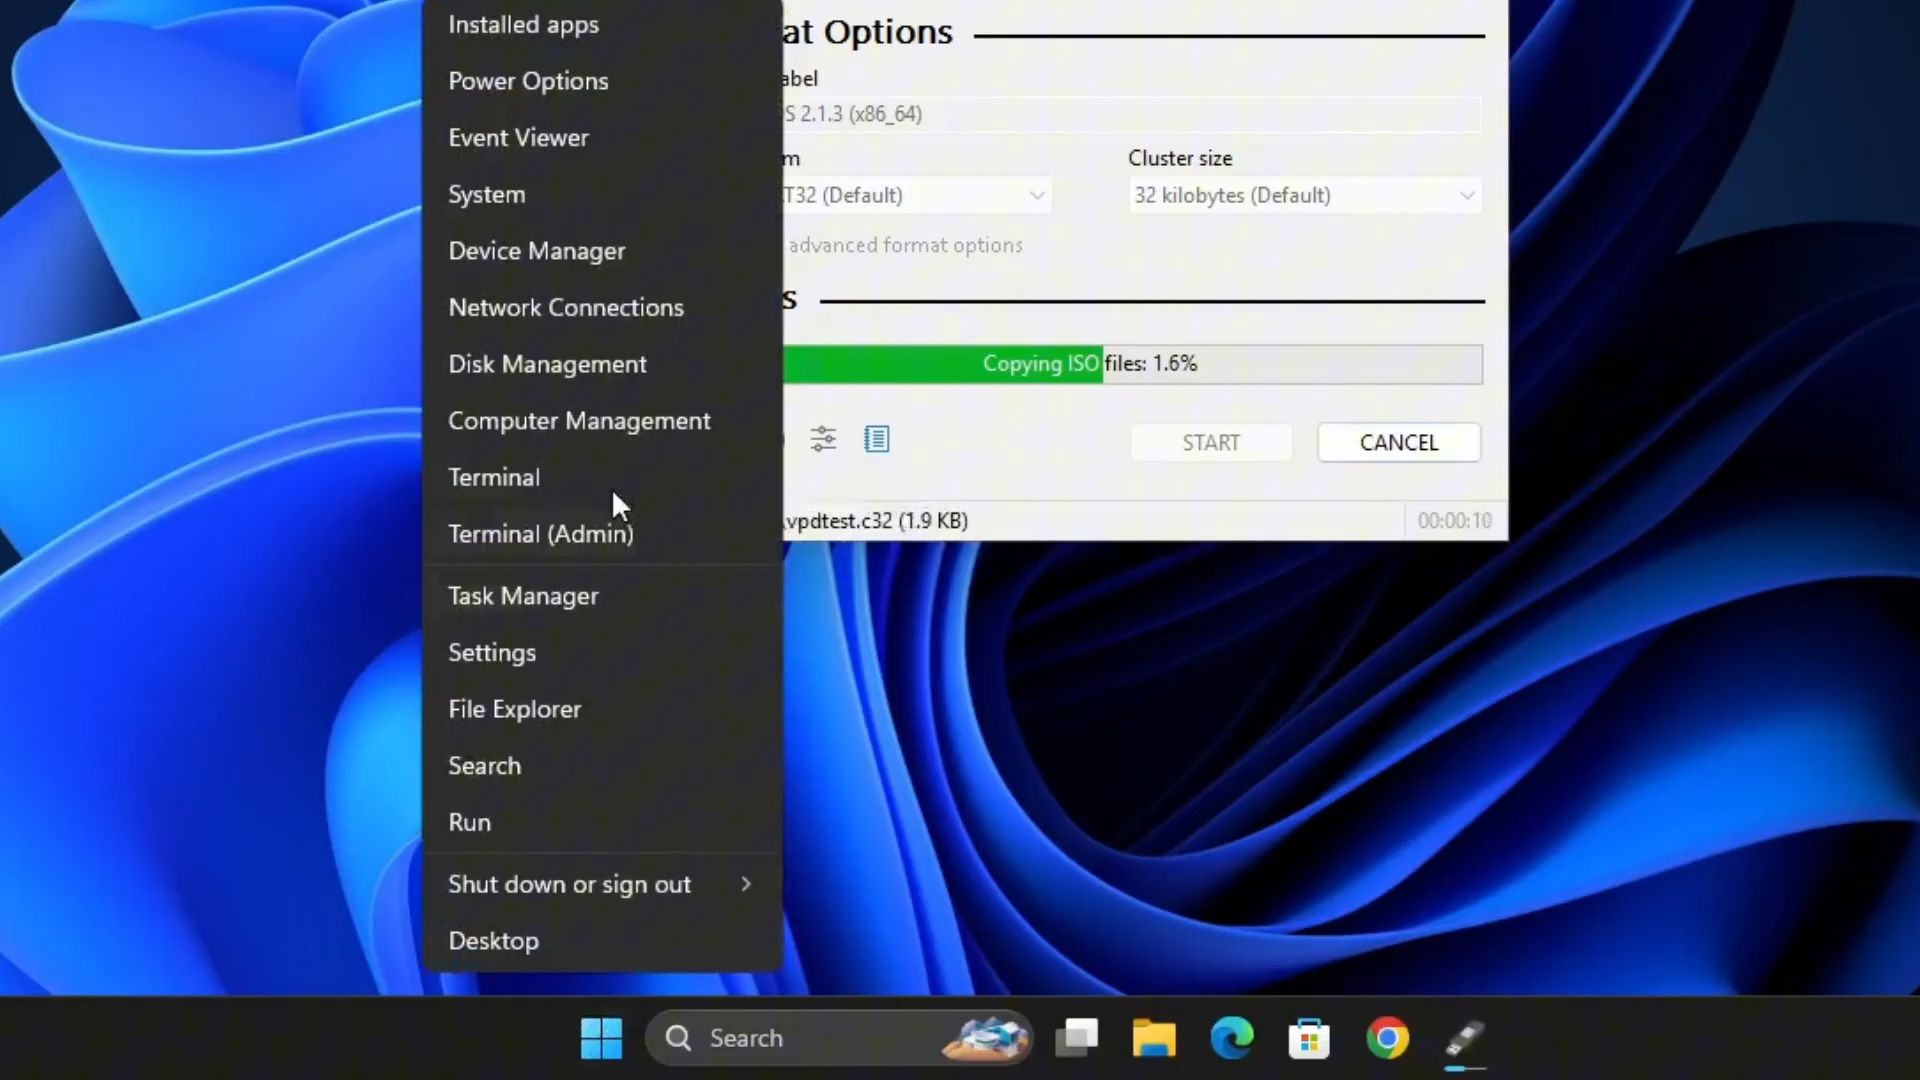 Installed apps
Power Options
Event Viewer
System
Device Manager
Network Connections
Disk Management
Computer Management
Terminal
Terminal (Admin)
Task Manager
Settings
File Explorer
Search
Run
Shut down or sign out
Desktop
at Options
abel
S 2.1.3 (x86_64)
m
Cluster size
T32 (Default)
32 kilobytes (Default)
advanced format options
s
Copying ISO files: 1.6%
START
CANCEL
\vpdtest.c32 (1.9 KB)
00:00:10
Search